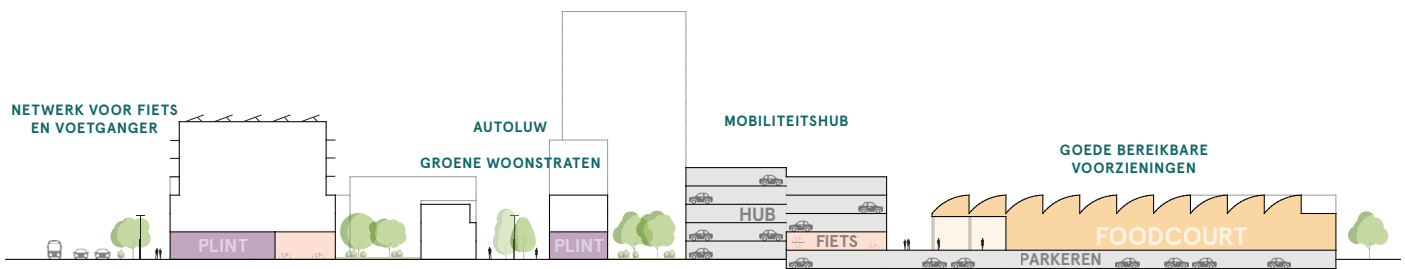 NETWERK VOOR FIETS
EN VOETGANGER
AUTOLUW
GROENE WOONSTRATEN
MOBILITEITSHUB
GOEDE BEREIKBARE
VOORZIENINGEN
PLINT
PLINT
HUB
FIETS
FOODCOURT
PARKEREN